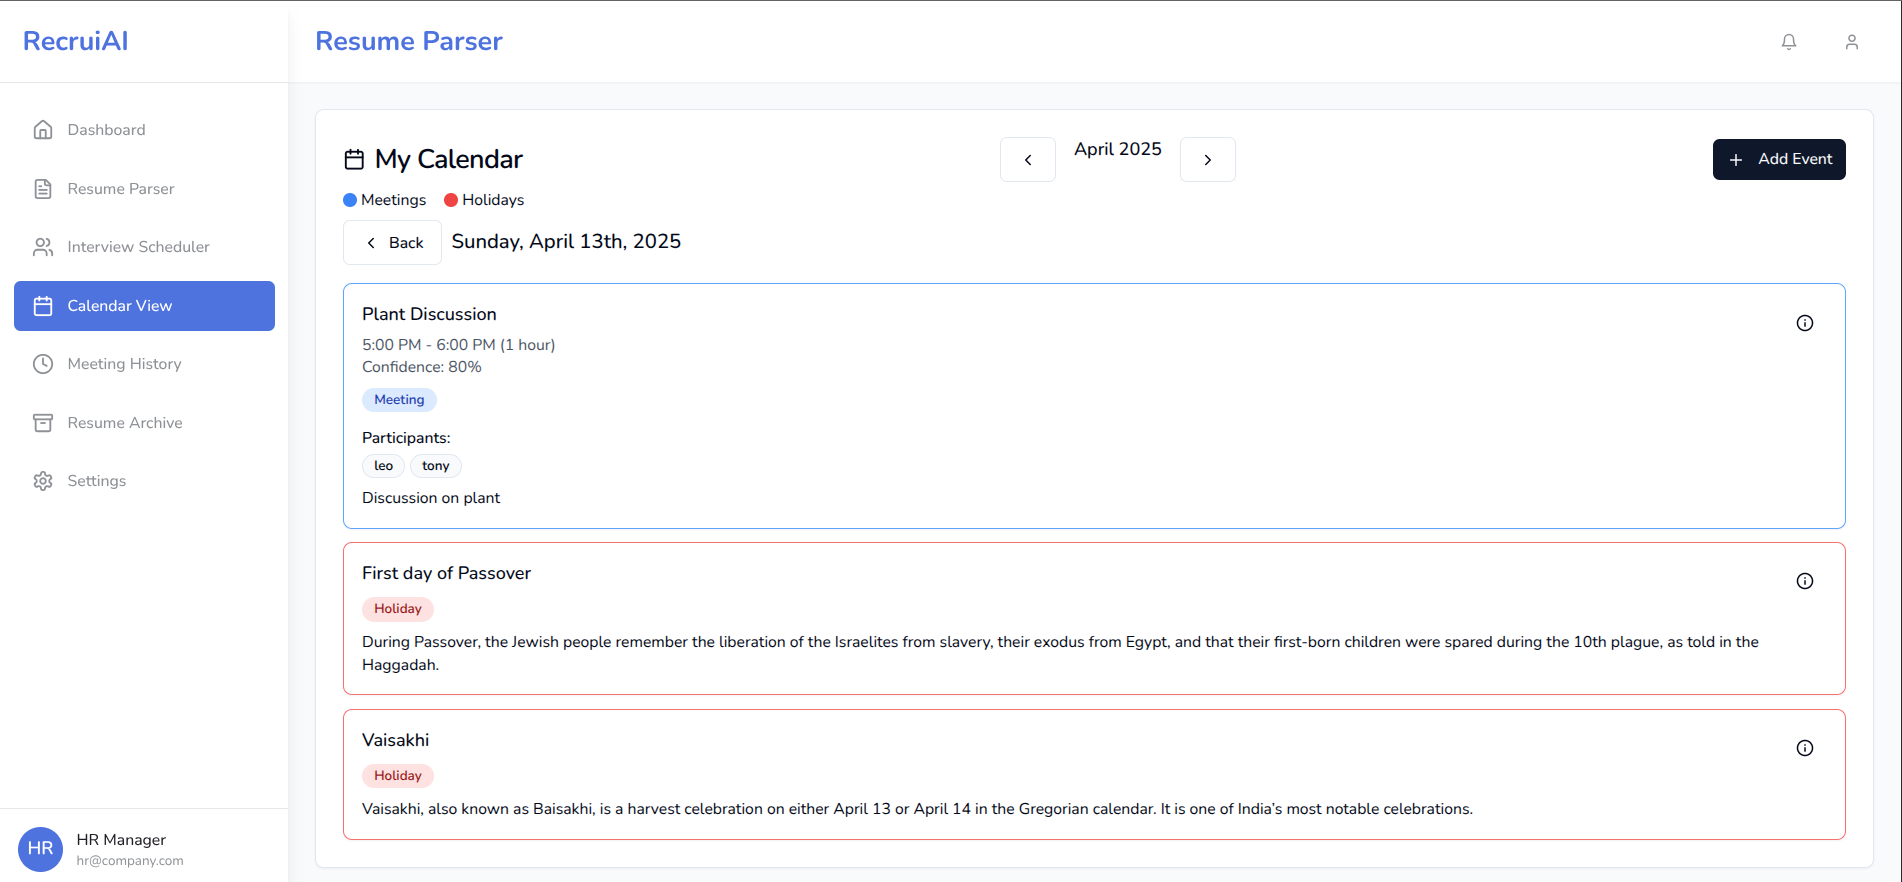 RecruiAI
Resume Parser
Dashboard
Resume Parser
Interview Scheduler
Calendar View
Meeting History
Resume Archive
Settings
HR
HR Manager
hr@company.com
My Calendar
April 2025
Add Event
Meetings
Holidays
Back
Sunday, April 13th, 2025
Plant Discussion
5:00 PM - 6:00 PM (1 hour)
Confidence: 80%
Meeting
Participants:
leo
tony
Discussion on plant
First day of Passover
Holiday
During Passover, the Jewish people remember the liberation of the Israelites from slavery, their exodus from Egypt, and that their first-born children were spared during the 10th plague, as told in the
Haggadah.
Vaisakhi
Holiday
Vaisakhi, also known as Baisakhi, is a harvest celebration on either April 13 or April 14 in the Gregorian calendar. It is one of India's most notable celebrations.